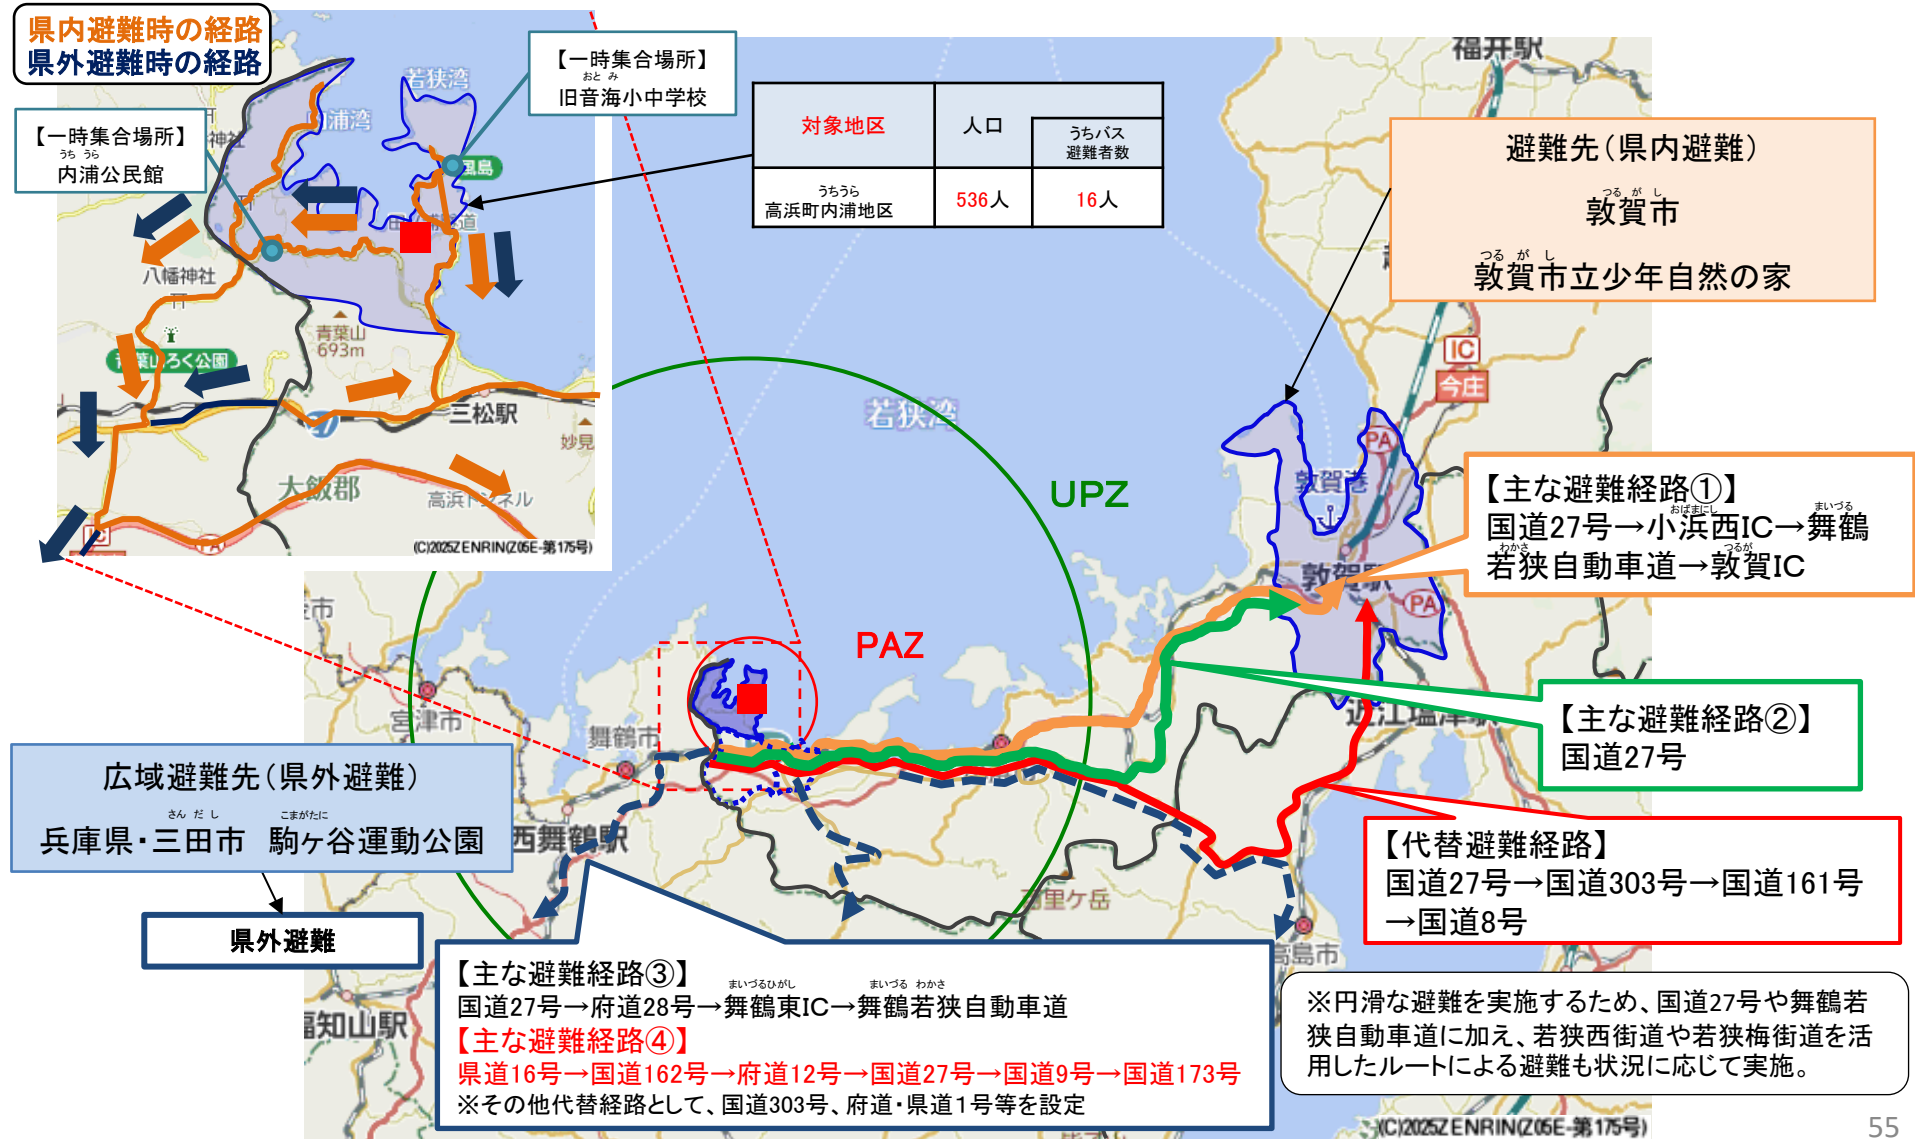 県内避難時の経路
県外避難時の経路
【一時集合場所】
おと み
旧音海小中学校
【一時集合場所】
うち うら
内浦公民館
若狭湾
内浦湾
八幡神社
青葉山
693m
三松駅
大飯郡
高浜トンネル
妙見
IC
PA
27
(C)2025ZENRIN(Z05E-第175号)
対象地区
人口
うちバス
避難者数
うちうら
高浜町内浦地区
536人
16人
福井駅
避難先（県内避難）
つる が し
敦賀市
つる が し
敦賀市立少年自然の家
IC
今庄
PA
若狭湾
敦賀港
UPZ
【主な避難経路①】
おばまにし
まいづる
国道27号→小浜西IC→舞鶴
わかさ
つるが
若狭自動車道→敦賀IC
敦賀駅
PA
PAZ
宮津市
舞鶴市
近江塩津駅
【主な避難経路②】
国道27号
広域避難先（県外避難）
さん だ し
こまがたに
兵庫県・三田市 駒ヶ谷運動公園
県外避難
西舞鶴駅
【代替避難経路】
国道27号→国道303号→国道161号
→国道8号
高島市
福知山駅
【主な避難経路③】
まいづるひがし
まいづる わかさ
国道27号→府道28号→舞鶴東IC→舞鶴若狭自動車道
【主な避難経路④】
県道16号→国道162号→府道12号→国道27号→国道9号→国道173号
※その他代替経路として、国道303号、府道・県道1号等を設定
※円滑な避難を実施するため、国道27号や舞鶴若
狭自動車道に加え、若狭西街道や若狭梅街道を活
用したルートによる避難も状況に応じて実施。
(C)2025ZENRIN(Z05E-第175号)
55